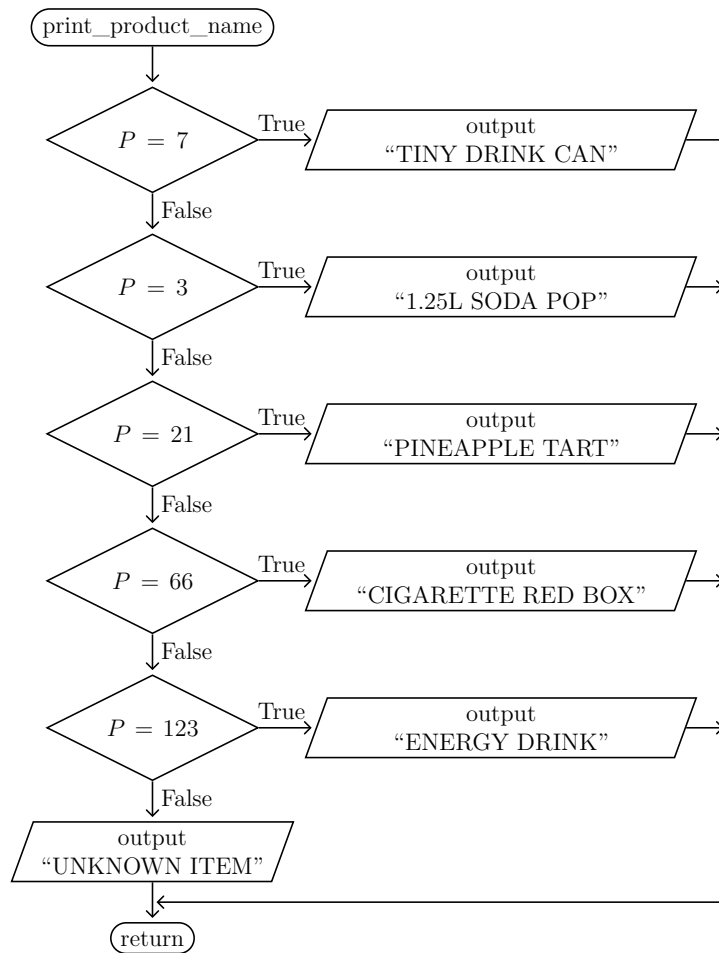 print_product_name
P = 7
True
output
“TINY DRINK CAN”
False
P = 3
True
output
“1.25L SODA POP”
False
P = 21
True
output
“PINEAPPLE TART”
False
P = 66
True
output
“CIGARETTE RED BOX”
False
P = 123
True
output
“ENERGY DRINK”
False
output
“UNKNOWN ITEM”
return